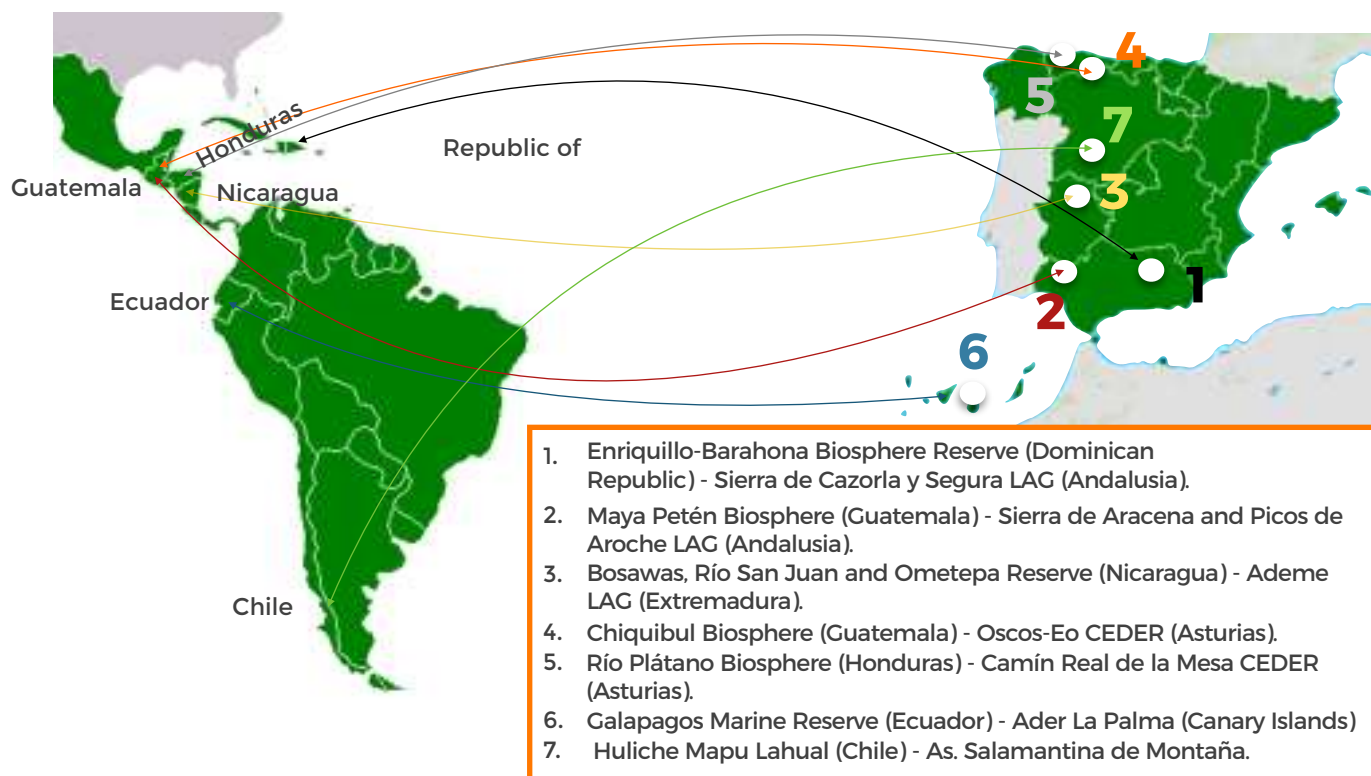 4
5
Honduras
7
Republic of
Guatemala
Nicaragua
3
1
Ecuador
2
6
Chile
1. Enriquillo-Barahona Biosphere Reserve (Dominican
Republic) - Sierra de Cazorla y Segura LAG (Andalusia).
2. Maya Petén Biosphere (Guatemala) - Sierra de Aracena and Picos de
Aroche LAG (Andalusia).
3. Bosawas, Río San Juan and Ometepa Reserve (Nicaragua) - Ademe
LAG (Extremadura).
4. Chiquibul Biosphere (Guatemala) - Oscos-Eo CEDER (Asturias).
5. Río Plátano Biosphere (Honduras) - Camín Real de la Mesa CEDER
(Asturias).
6. Galapagos Marine Reserve (Ecuador) - Ader La Palma (Canary Islands)
7. Huliche Mapu Lahual (Chile) - As. Salamantina de Montaña.